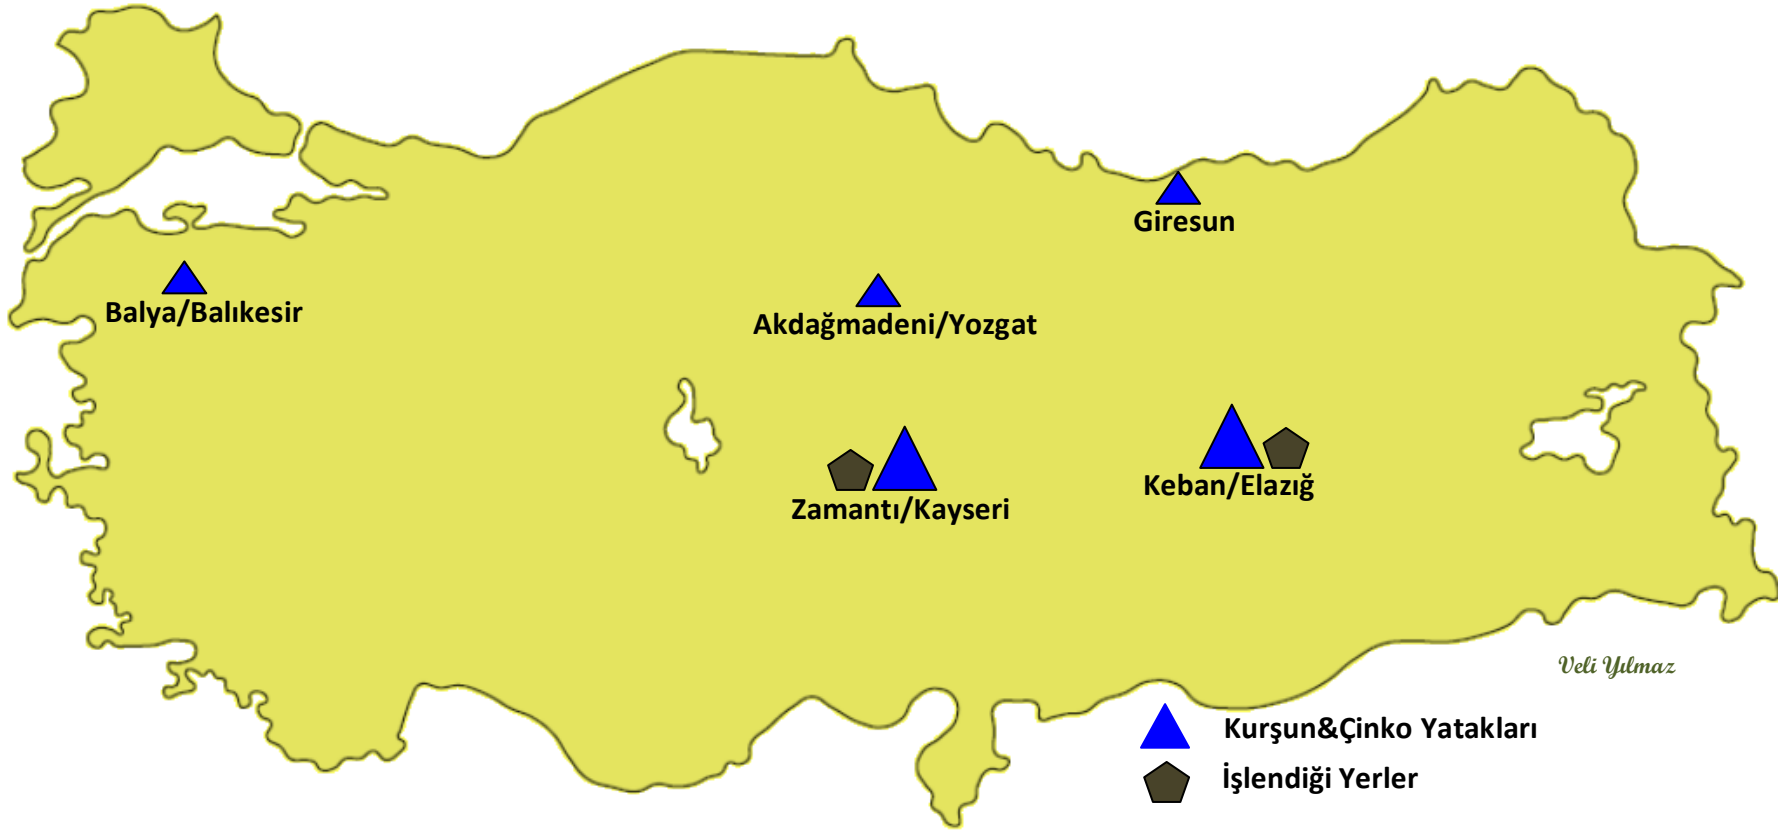 Giresun
Balya/Balıkesir
Akdağmadeni/Yozgat
Keban/Elazığ
Zamantı/Kayseri
Veli Yılmaz
Kurşun&Çinko Yatakları
İşlendiği Yerler